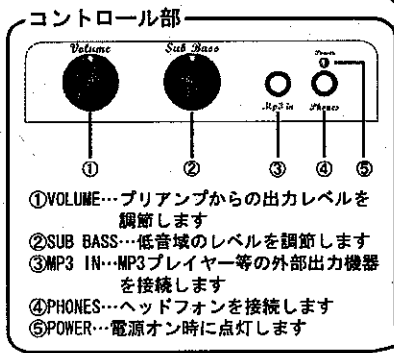 コントロール部
Volume
Sub Bass
Power
Mp3 in
Phones
① ② ③ ④ ⑤
①VOLUME…プリアンプからの出力レベルを
調節します
②SUB BASS…低音域のレベルを調節します
③MP3 IN…MP3プレイヤー等の外部出力機器
を接続します
④PHONES…ヘッドフォンを接続します
⑤POWER…電源オン時に点灯します